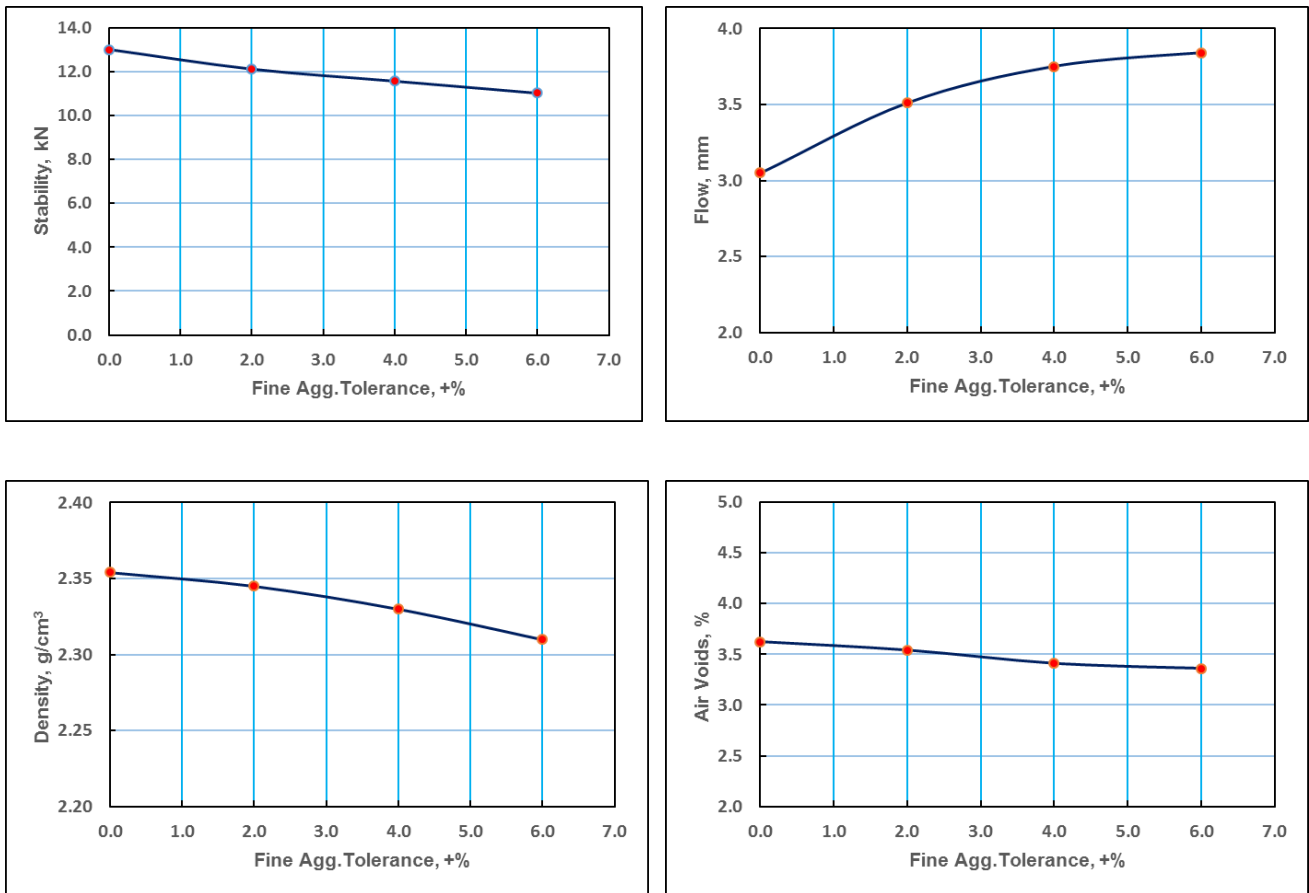 Stability, kN
14.0
12.0
10.0
8.0
6.0
4.0
2.0
0.0
0.0 1.0 2.0 3.0 4.0 5.0 6.0 7.0
Fine Agg.Tolerance, +%
Flow, mm
4.0
3.5
3.0
2.5
2.0
0.0 1.0 2.0 3.0 4.0 5.0 6.0 7.0
Fine Agg.Tolerance, +%
Density, g/cm³
2.40
2.35
2.30
2.25
2.20
0.0 1.0 2.0 3.0 4.0 5.0 6.0 7.0
Fine Agg.Tolerance, +%
Air Voids, %
5.0
4.5
4.0
3.5
3.0
2.5
2.0
0.0 1.0 2.0 3.0 4.0 5.0 6.0 7.0
Fine Agg.Tolerance, +%